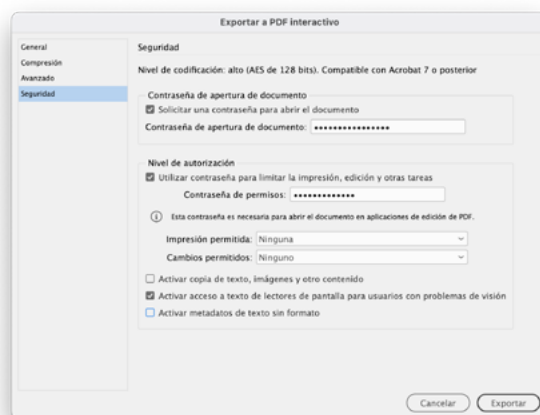 Exportar a PDF interactivo
General
Compresión
Avanzado
Seguridad
Seguridad
Nivel de codificación: alto (AES de 128 bits). Compatible con Acrobat 7 o posterior
Contraseña de apertura de documento
Solicitar una contraseña para abrir el documento
Contraseña de apertura de documento: ••••••••••••••••
Nivel de autorización
Utilizar contraseña para limitar la impresión, edición y otras tareas
Contraseña de permisos: •••••••••••••
Esta contraseña es necesaria para abrir el documento en aplicaciones de edición de PDF.
Impresión permitida: Ninguna
Cambios permitidos: Ninguno
Activar copia de texto, imágenes y otro contenido
Activar acceso a texto de lectores de pantalla para usuarios con problemas de visión
Activar metadatos de texto sin formato
Cancelar Exportar